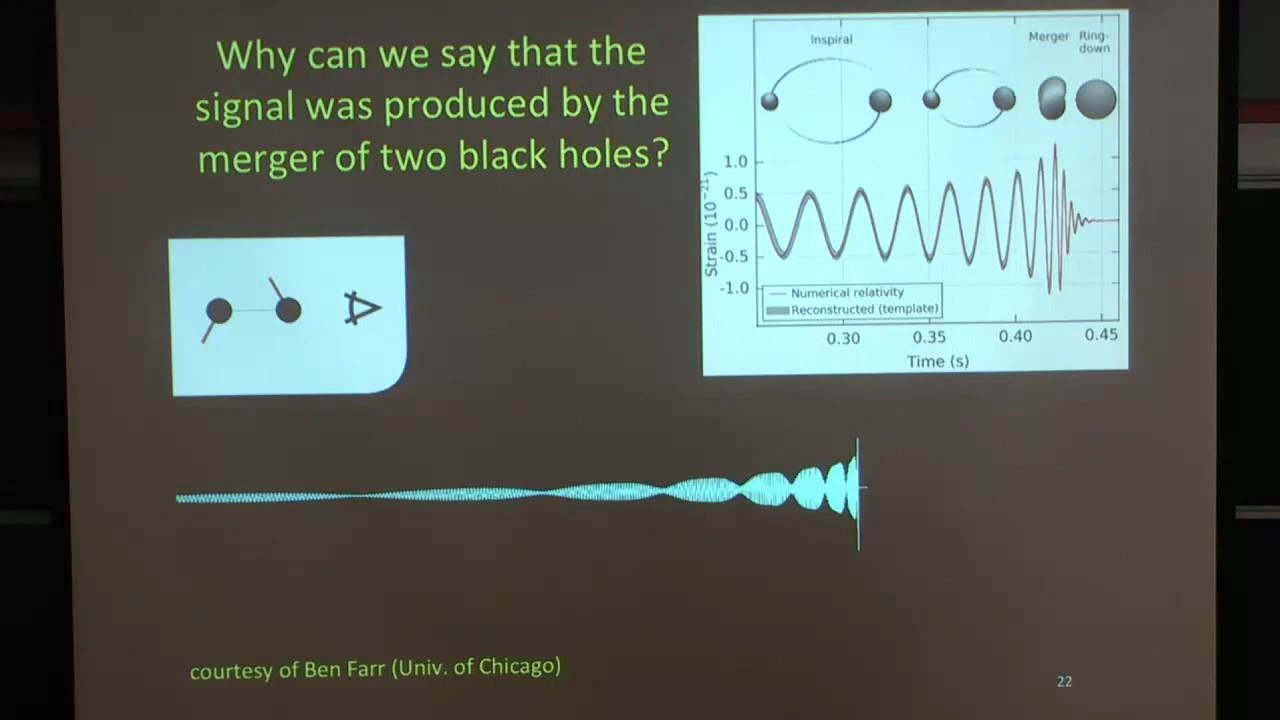 Why can we say that the
signal was produced by the
merger of two black holes?
Inspiral
Merger
Ring-
down
1.0
0.5
0.0
-0.5
-1.0
Strain (10⁻²¹)
Numerical relativity
Reconstructed (template)
0.30
0.35
0.40
0.45
Time (s)
courtesy of Ben Farr (Univ. of Chicago)
22